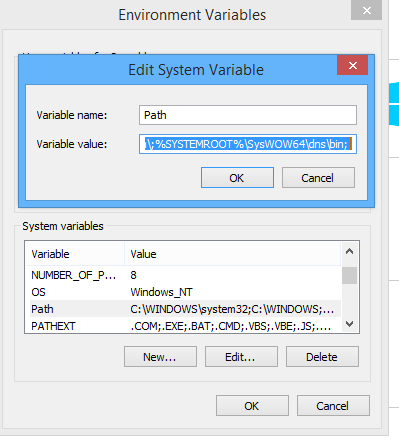 Environment Variables
Edit System Variable
Variable name:
Path
Variable value:
\;%SYSTEMROOT%\SysWOW64\dns\bin;
OK
Cancel
System variables
Variable
Value
NUMBER_OF_P...
8
OS
Windows_NT
Path
C:\WINDOWS\system32;C:\WINDOWS;...
PATHEXT
.COM;.EXE;.BAT;.CMD;.VBS;.VBE;.JS;....
New...
Edit...
Delete
OK
Cancel